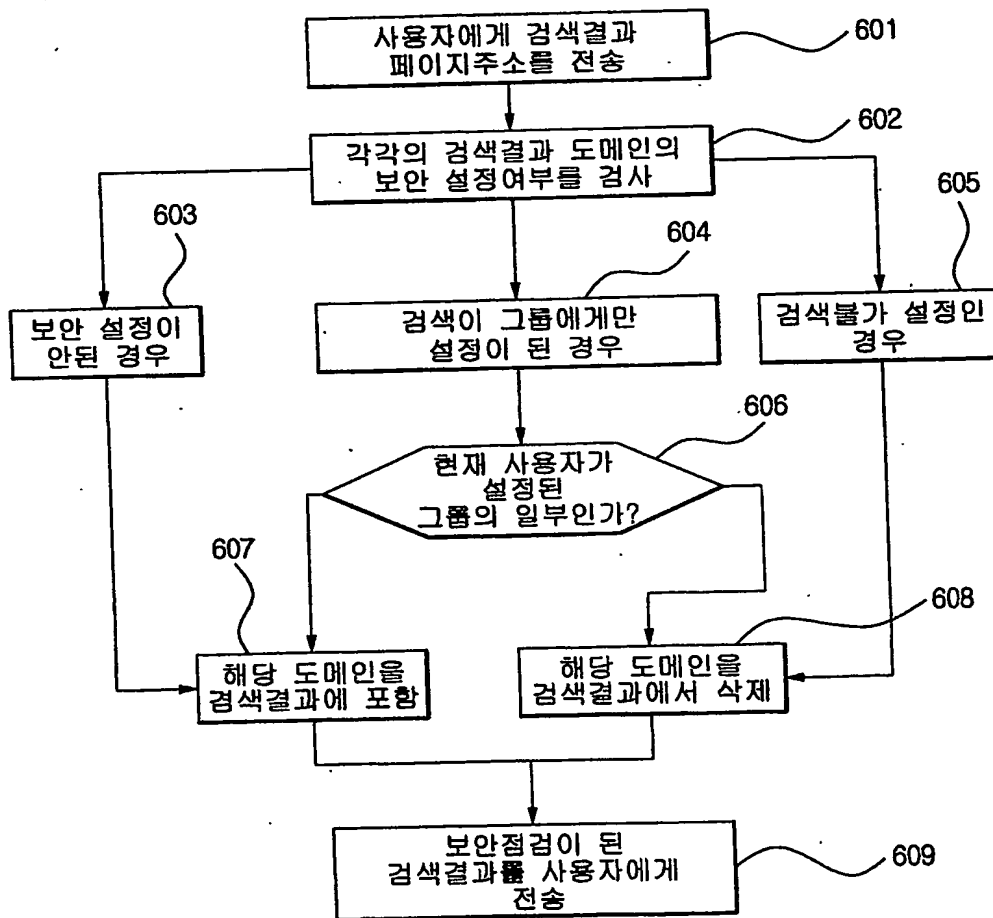 사용자에게 검색결과
페이지주소를 전송
601
각각의 검색결과 도메인의
보안 설정여부를 검사
602
603
보안 설정이
안된 경우
604
검색이 그룹에게만
설정이 된 경우
605
검색불가 설정인
경우
606
현재 사용자가
설정된
그룹의 일부인가?
607
해당 도메인을
검색결과에 포함
608
해당 도메인을
검색결과에서 삭제
보안점검이 된
검색결과를 사용자에게
전송
609